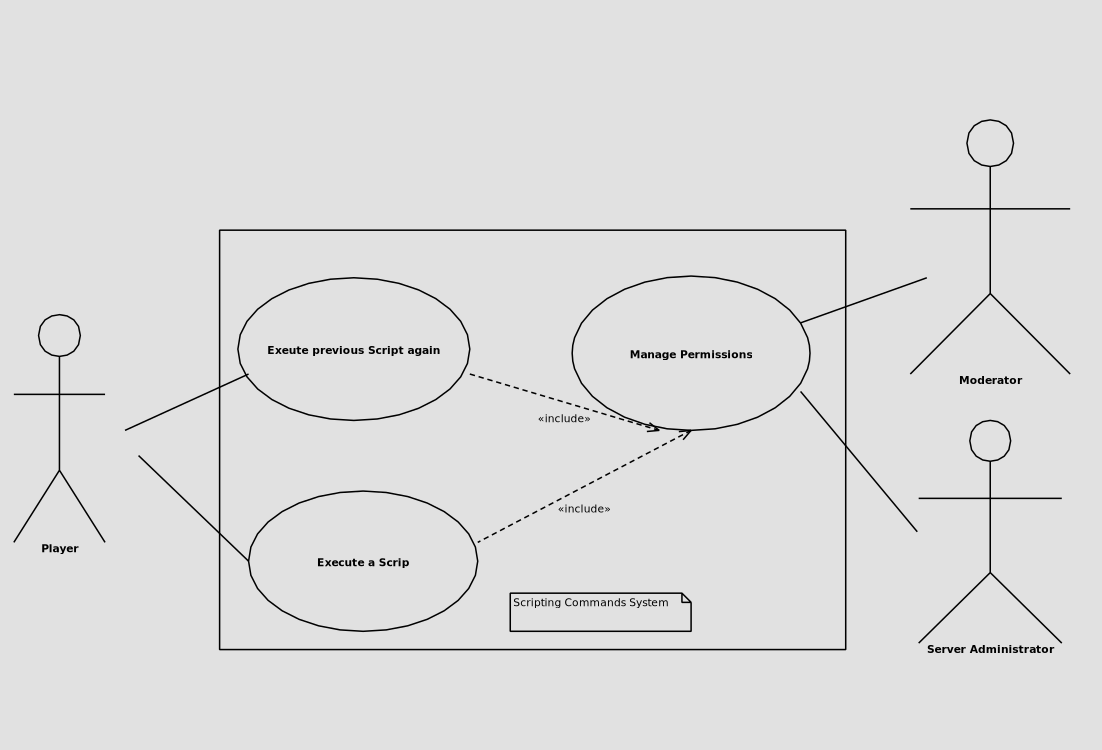 Exeute previous Script again
Manage Permissions
Moderator
«include»
«include»
Player
Execute a Scrip
Scripting Commands System
Server Administrator